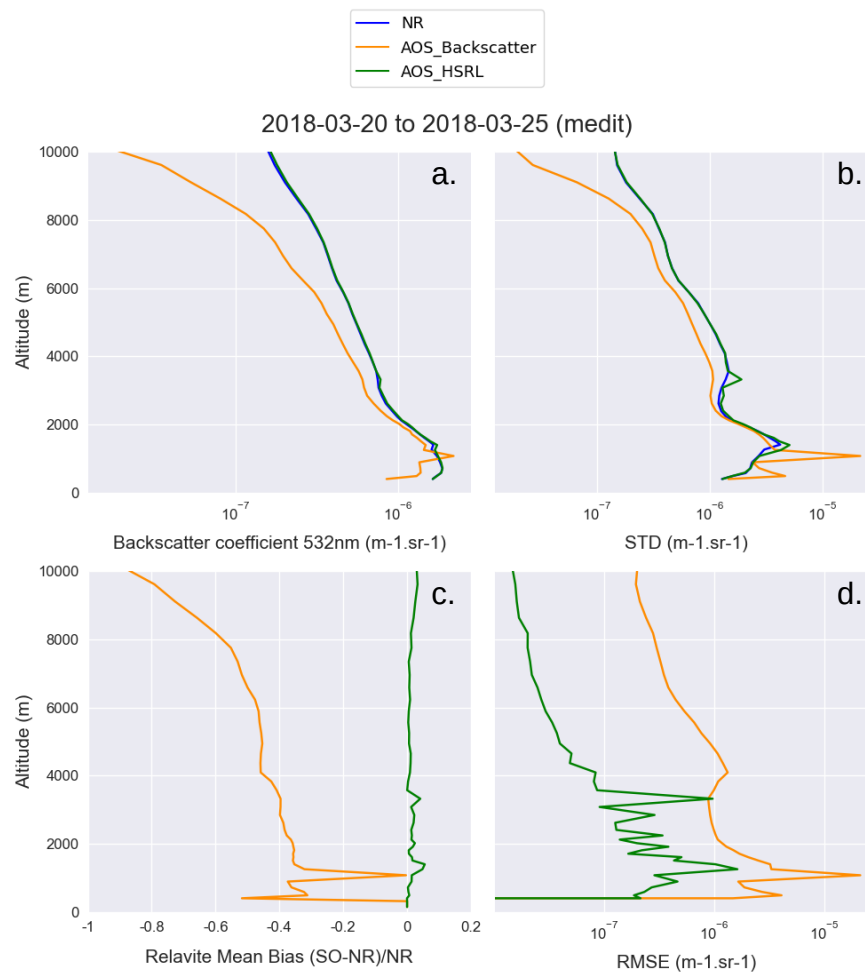 NR
AOS_Backscatter
AOS_HSRL
2018-03-20 to 2018-03-25 (medit)
a.
b.
10000
8000
6000
4000
2000
0
Altitude (m)
10⁻⁷ 10⁻⁶
10⁻⁷ 10⁻⁶ 10⁻⁵
Backscatter coefficient 532nm (m-1.sr-1)
STD (m-1.sr-1)
c.
d.
10000
8000
6000
4000
2000
0
Altitude (m)
-1 -0.8 -0.6 -0.4 -0.2 0 0.2
10⁻⁷ 10⁻⁶ 10⁻⁵
Relavite Mean Bias (SO-NR)/NR
RMSE (m-1.sr-1)